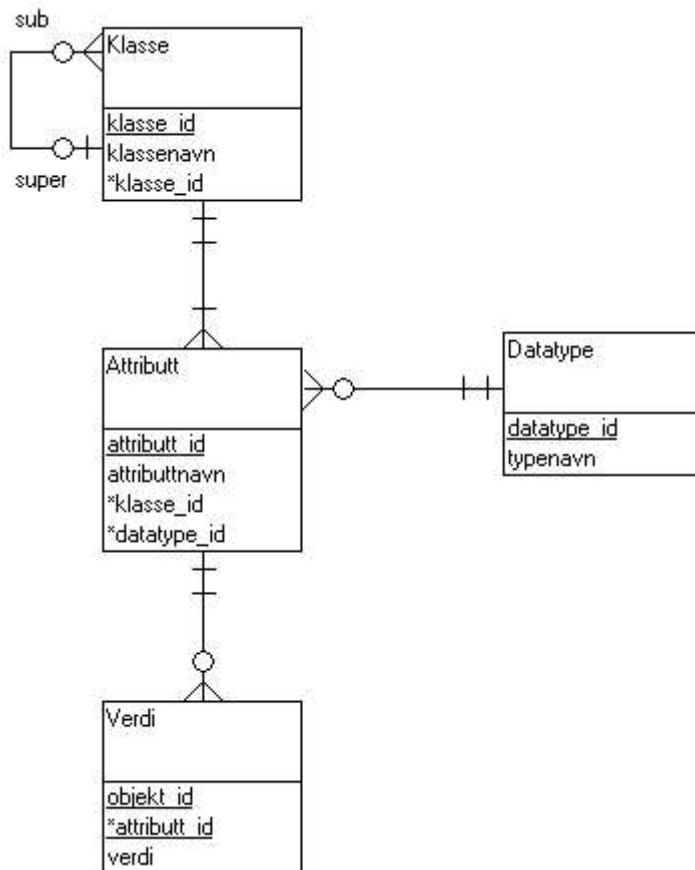 sub
Klasse
klasse_id
klassenavn
*klasse_id
super
Attributt
attributt_id
attributtnavn
*klasse_id
*datatype_id
Datatype
datatype_id
typenavn
Verdi
objekt_id
*attributt_id
verdi